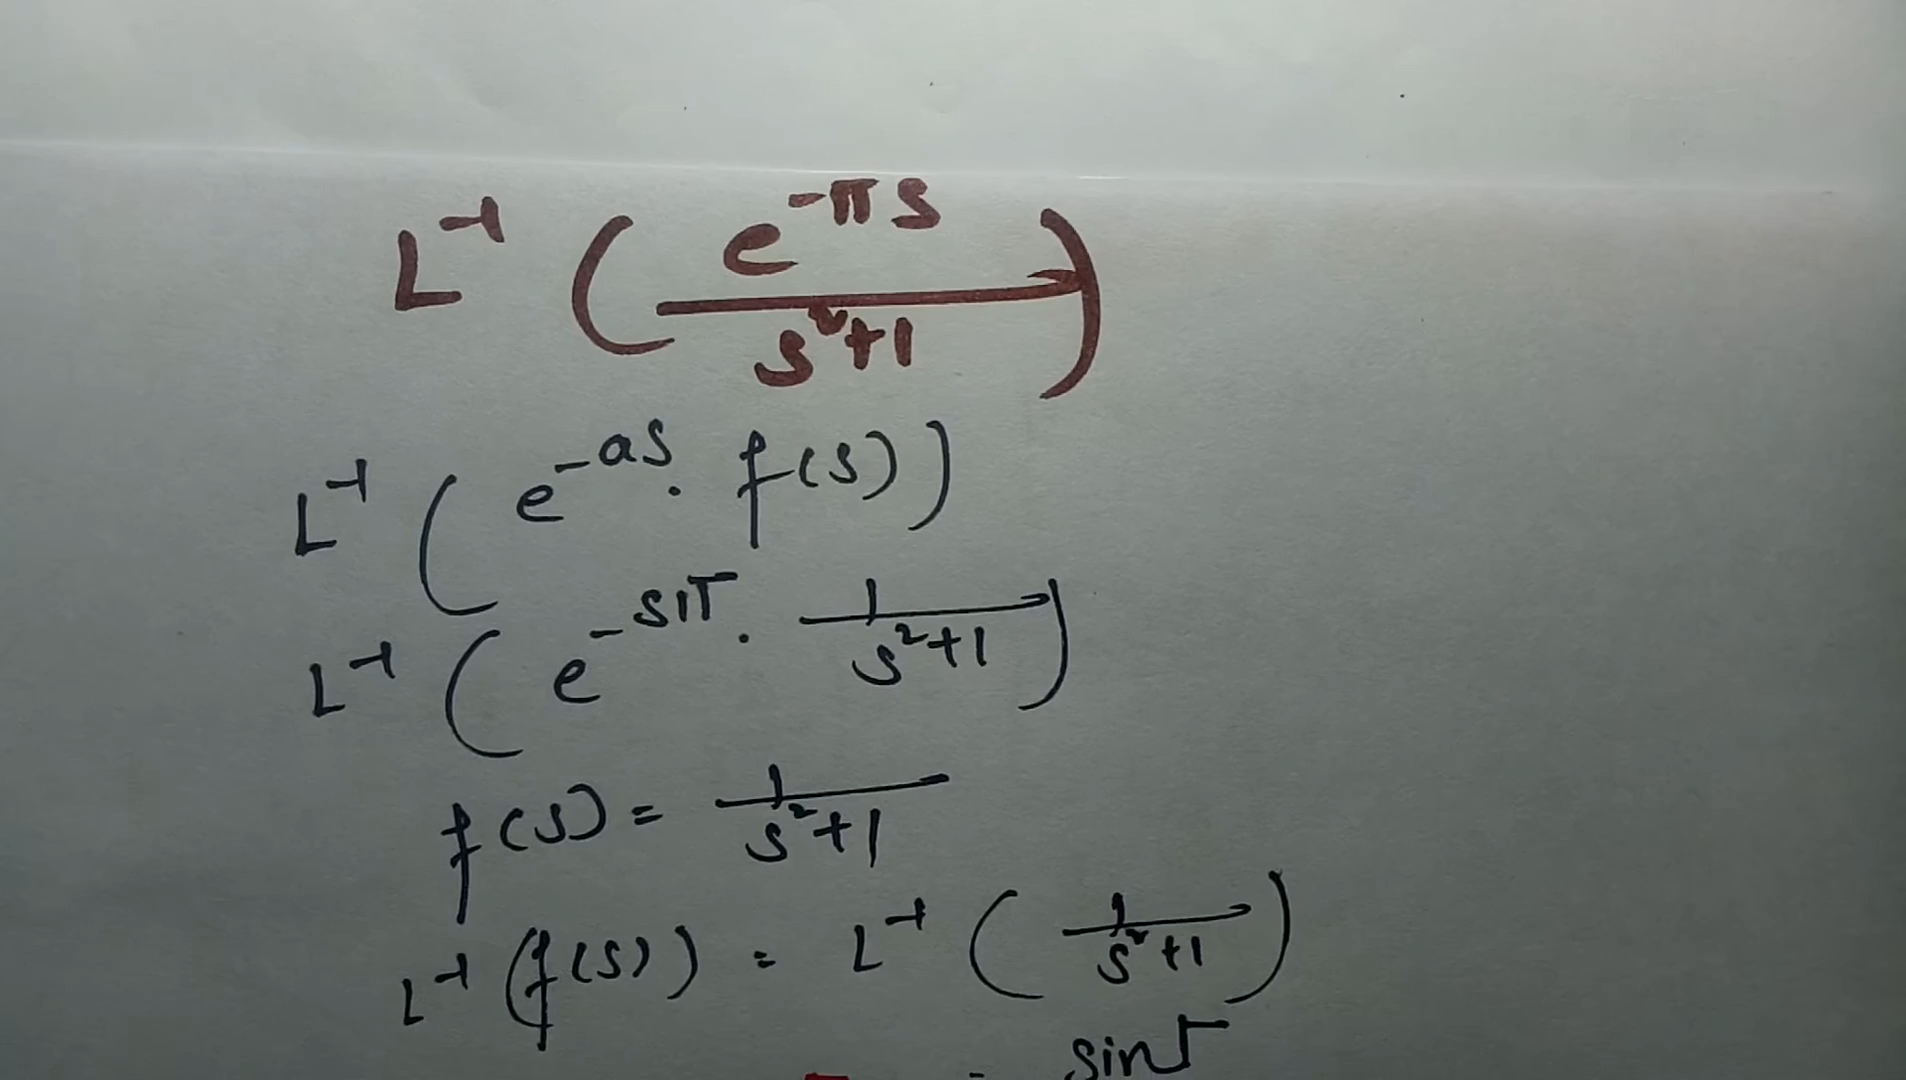 L⁻¹ ( e^-πs / s²+1 )
L⁻¹ ( e^-as . f(s) )
L⁻¹ ( e^-sπ . 1 / s²+1 )
f(s) = 1 / s²+1
L⁻¹ (f(s)) = L⁻¹ ( 1 / s²+1 )
= sint